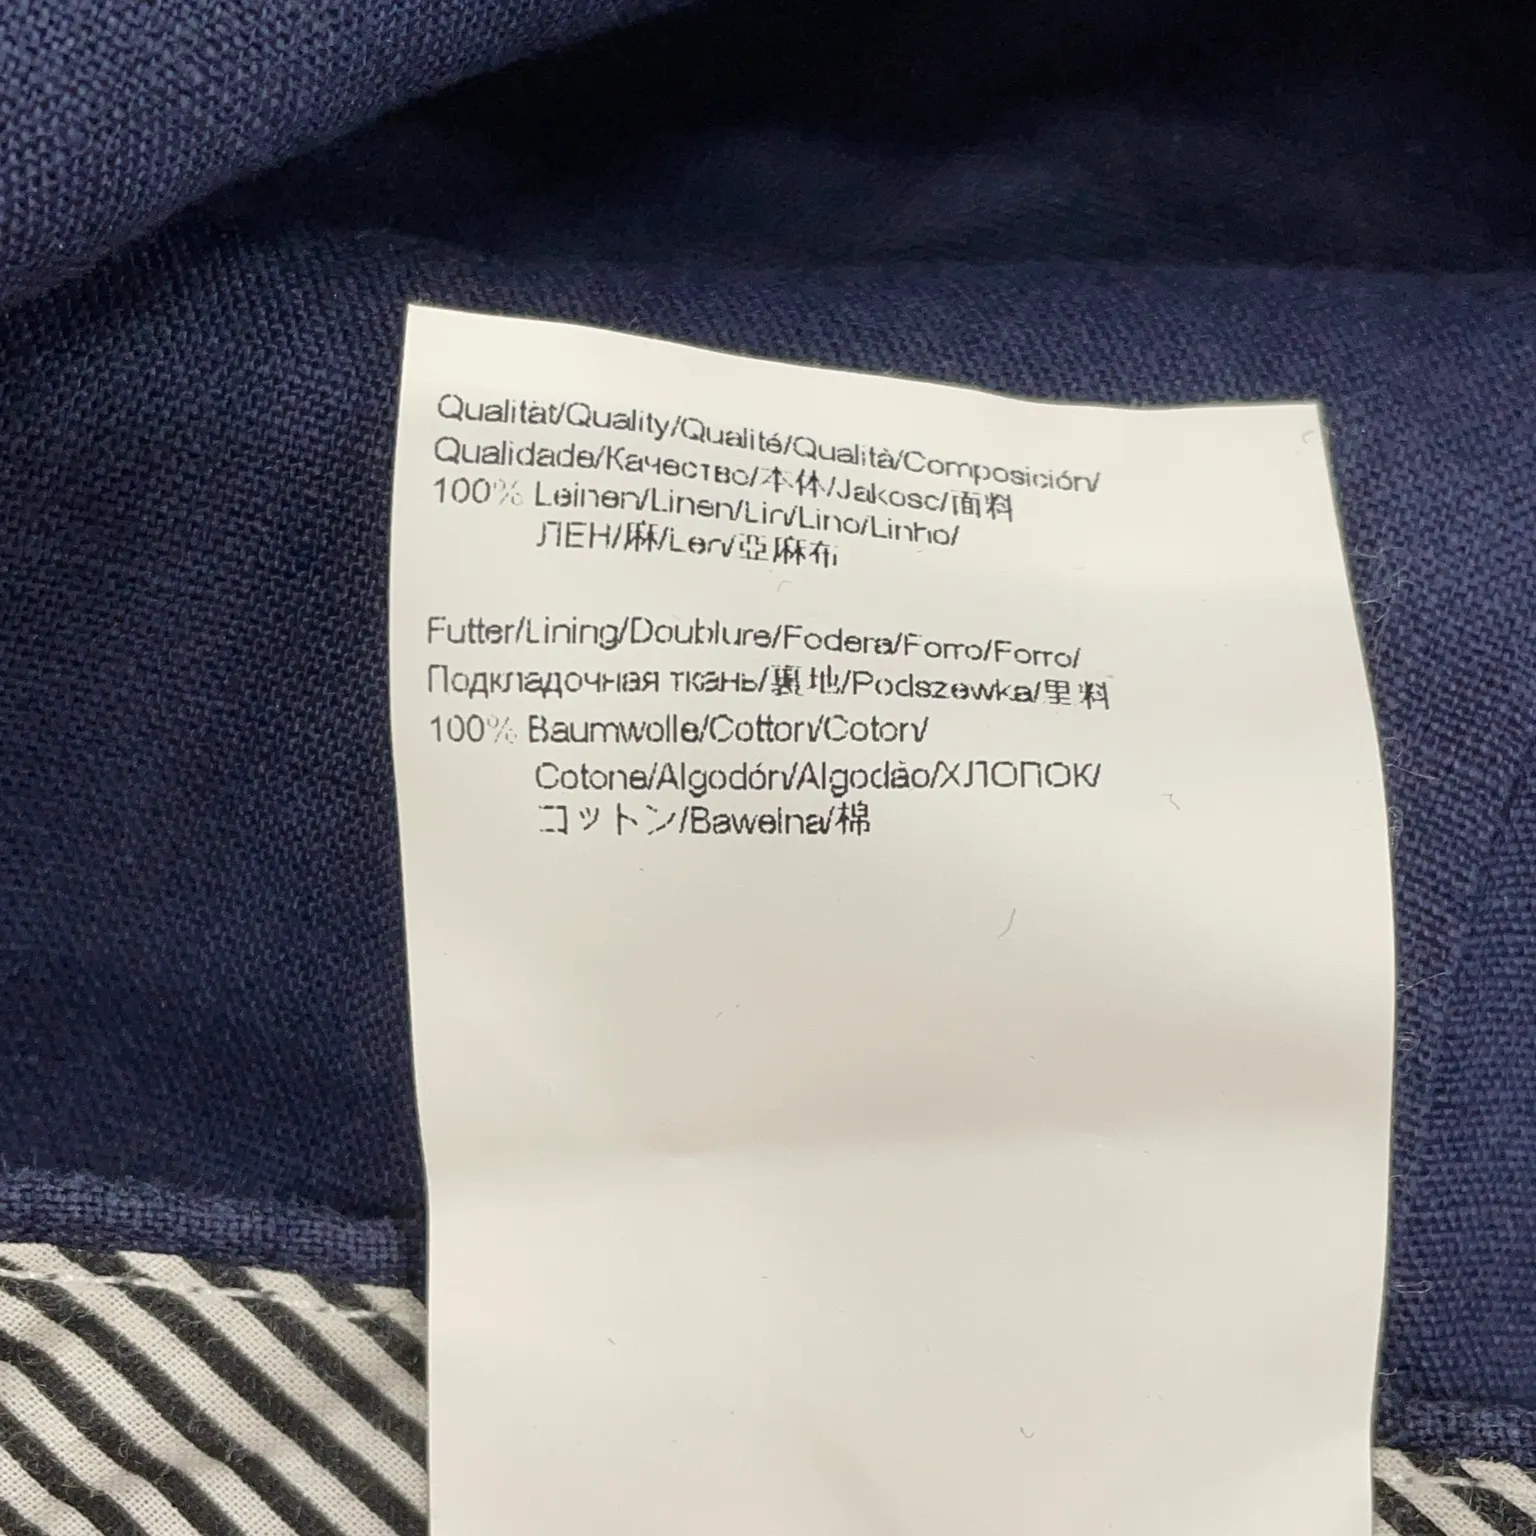 Qualität/Quality/Qualité/Qualità/Composición/
Qualidade/Качество/本体/Jakosc/面料
100% Leinen/Linen/Lin/Lino/Linho/
ЛЕН/麻/Len/亞麻布
Futter/Lining/Doublure/Fodera/Forro/Forro/
Подкладочная ткань/裏地/Podszewka/里料
100% Baumwolle/Cotton/Coton/
Cotone/Algodón/Algodão/ХЛОПОК/
コットン/Bawelna/棉